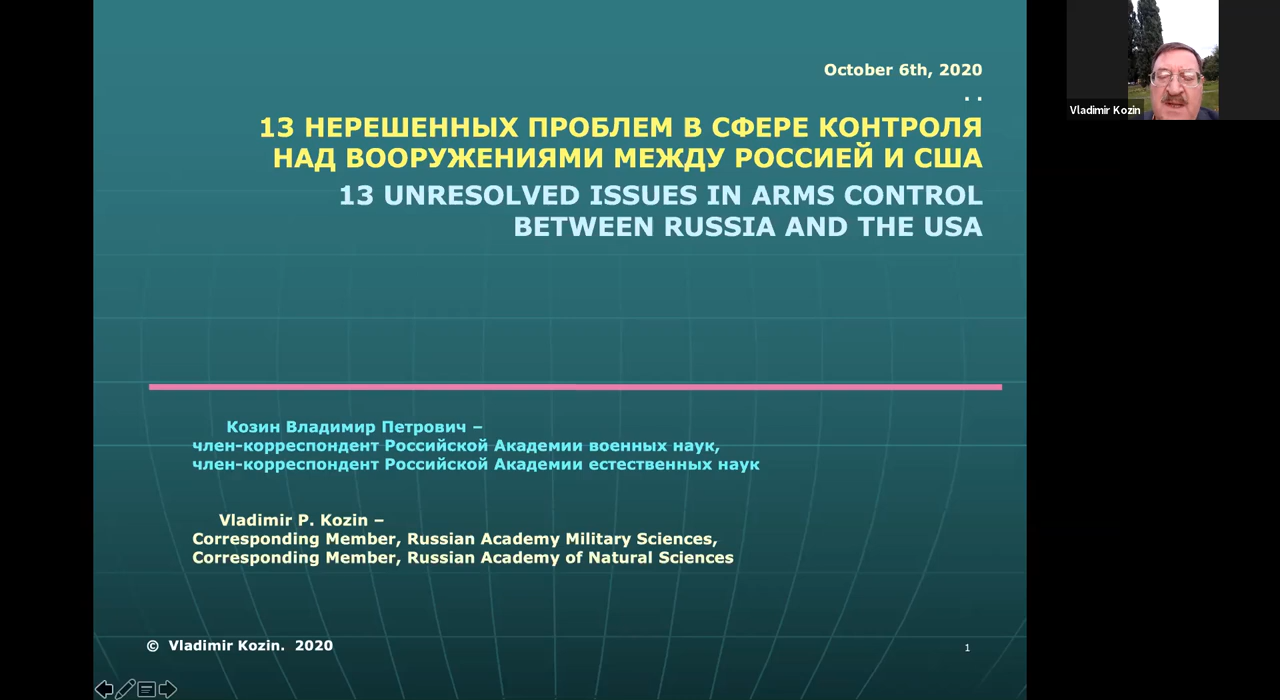 October 6th, 2020
. .
13 НЕРЕШЕННЫХ ПРОБЛЕМ В СФЕРЕ КОНТРОЛЯ
НАД ВООРУЖЕНИЯМИ МЕЖДУ РОССИЕЙ И США
13 UNRESOLVED ISSUES IN ARMS CONTROL
BETWEEN RUSSIA AND THE USA
Козин Владимир Петрович –
член-корреспондент Российской Академии военных наук,
член-корреспондент Российской Академии естественных наук
Vladimir P. Kozin –
Corresponding Member, Russian Academy Military Sciences,
Corresponding Member, Russian Academy of Natural Sciences
© Vladimir Kozin. 2020
1
Vladimir Kozin